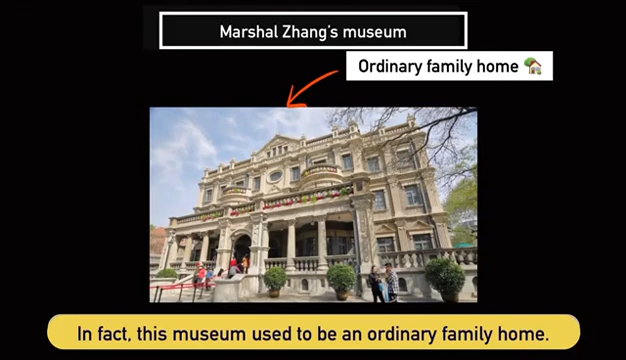 Marshal Zhang's museum
Ordinary family home
In fact, this museum used to be an ordinary family home.